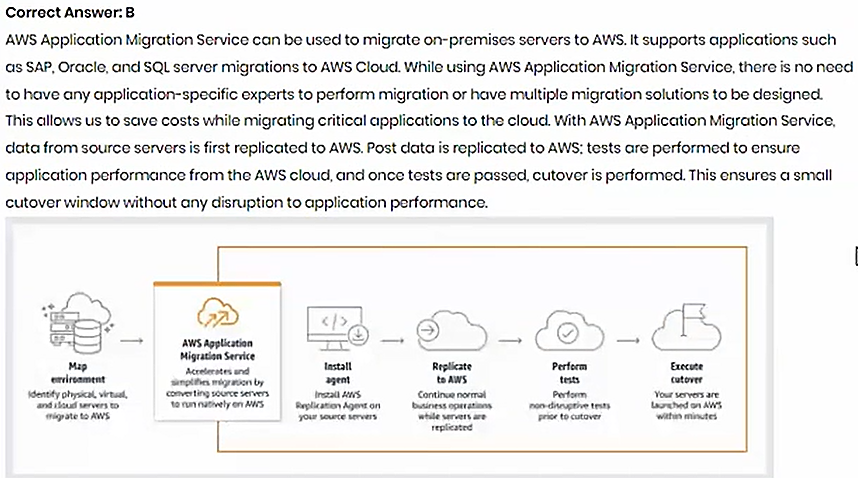 Correct Answer: B
AWS Application Migration Service can be used to migrate on-premises servers to AWS. It supports applications such
as SAP, Oracle, and SQL server migrations to AWS Cloud. While using AWS Application Migration Service, there is no need
to have any application-specific experts to perform migration or have multiple migration solutions to be designed.
This allows us to save costs while migrating critical applications to the cloud. With AWS Application Migration Service,
data from source servers is first replicated to AWS. Post data is replicated to AWS; tests are performed to ensure
application performance from the AWS cloud, and once tests are passed, cutover is performed. This ensures a small
cutover window without any disruption to application performance.
Map
environment
Identify physical, virtual,
and cloud servers to
migrate to AWS
AWS Application
Migration Service
Accelerates and
simplifies migration by
converting source servers
to run natively on AWS
</>
Install
agent
Install AWS
Replication Agent on
your source servers
Replicate
to AWS
Continue normal
business operations
while servers are
replicated
Perform
tests
Perform
non-disruptive tests
prior to cutover
Execute
cutover
Your servers are
launched on AWS
within minutes